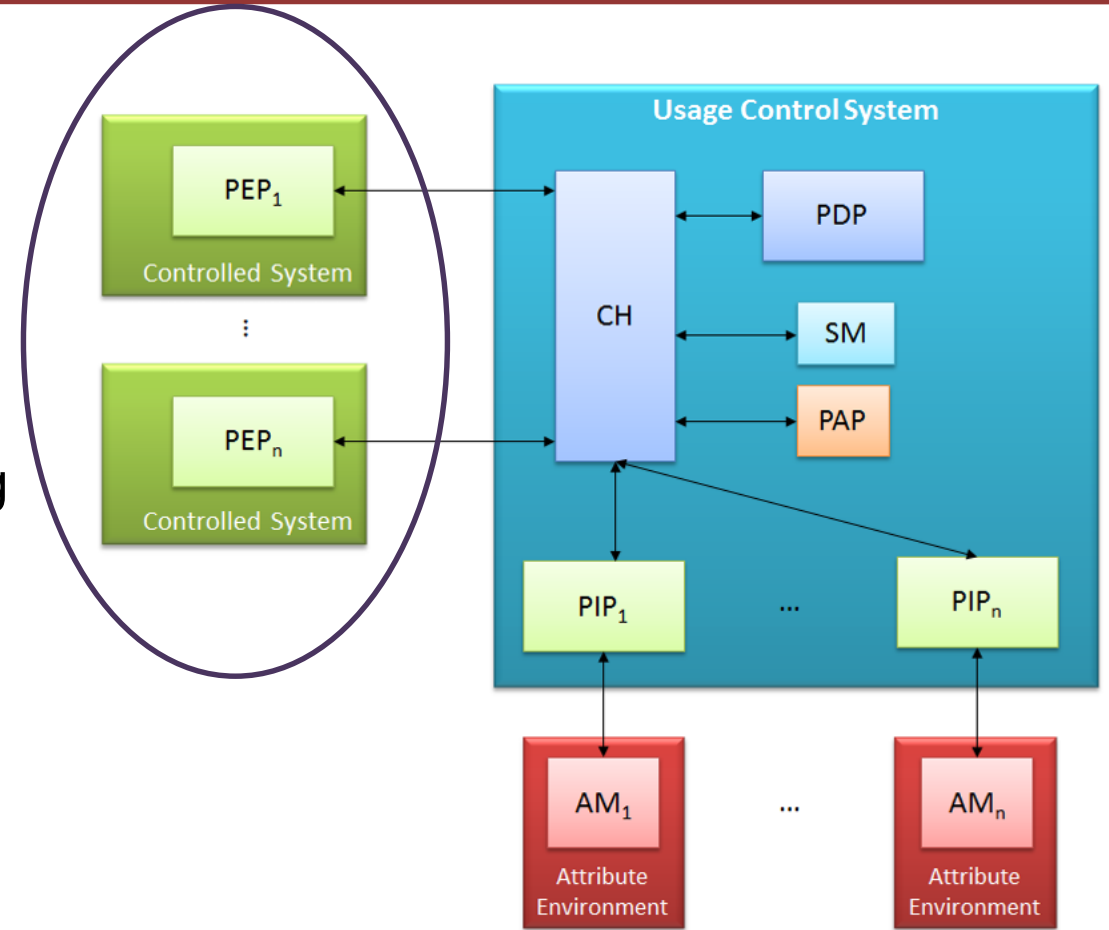 Usage Control System
PEP₁
Controlled System
⋮
PEPₙ
Controlled System
g
CH
PDP
SM
PAP
PIP₁
...
PIPₙ
AM₁
Attribute
Environment
...
AMₙ
Attribute
Environment